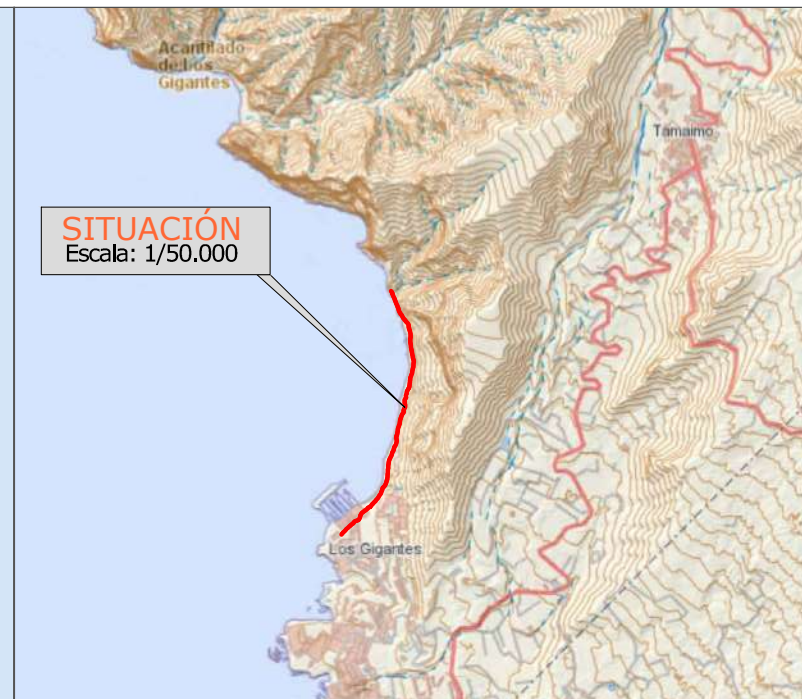 Acantilado
de Los
Gigantes
Tamaimo
SITUACIÓN
Escala: 1/50.000
Los Gigantes